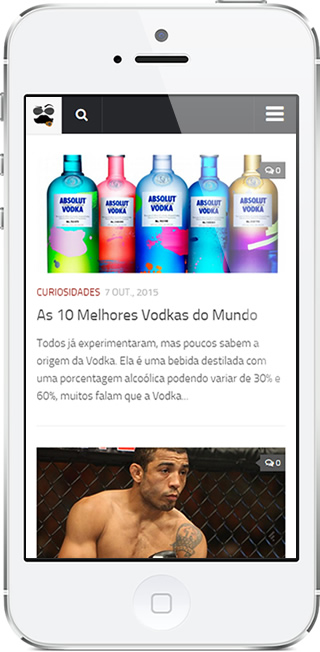 ABSOLUT ABSOLUT ABSOLUT ABSOLUT ABSOLUT
VODKA VODKA VODKA VODKA VODKA
0
CURIOSIDADES 7 OUT., 2015
As 10 Melhores Vodkas do Mundo
Todos já experimentaram, mas poucos sabem a
origem da Vodka. Ela é uma bebida destilada com
uma porcentagem alcoólica podendo variar de 30% e
60%, muitos falam que a Vodka...
0